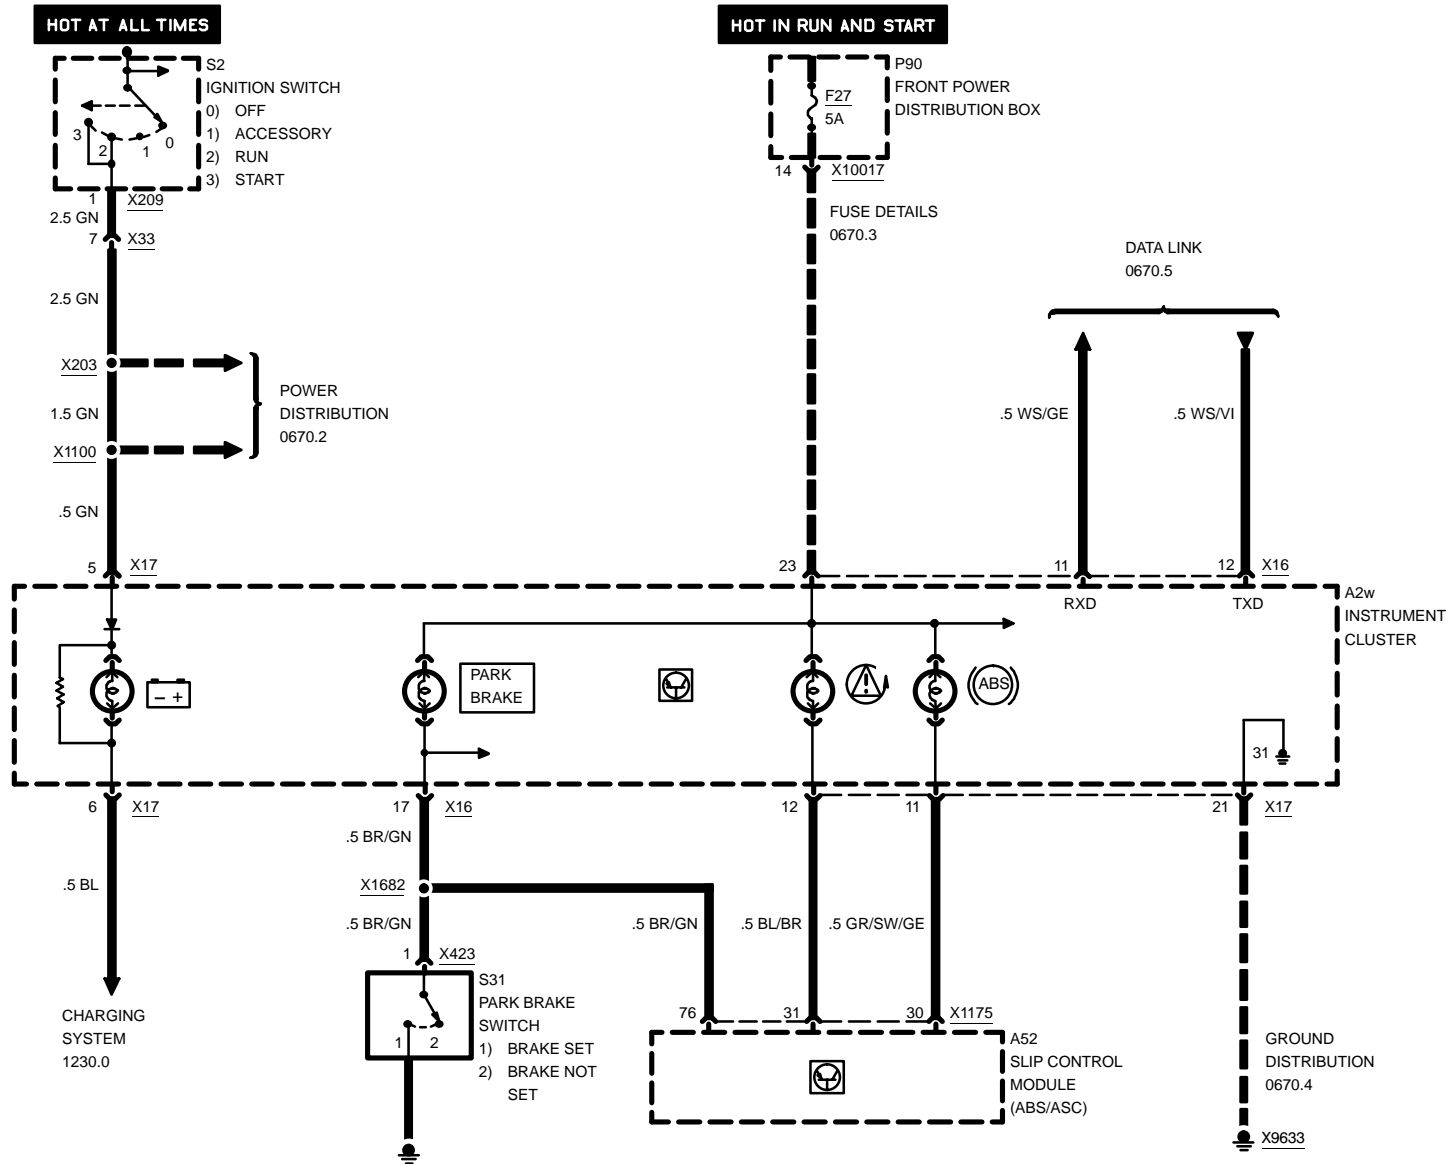 HOT AT ALL TIMES
HOT IN RUN AND START
S2
IGNITION SWITCH
0) OFF
1) ACCESSORY
2) RUN
3) START
3
2
1
0
P90
FRONT POWER
DISTRIBUTION BOX
F27
5A
1
X209
14
X10017
2.5 GN
7
X33
FUSE DETAILS
0670.3
DATA LINK
0670.5
2.5 GN
X203
POWER
DISTRIBUTION
0670.2
1.5 GN
X1100
.5 WS/GE
.5 WS/VI
.5 GN
5
X17
23
11
12
X16
RXD
TXD
A2w
INSTRUMENT
CLUSTER
– +
PARK
BRAKE
ABS
31
6
X17
17
X16
12
11
21
X17
.5 BR/GN
.5 BL
X1682
.5 BR/GN
.5 BR/GN
.5 BL/BR
.5 GR/SW/GE
1
X423
S31
PARK BRAKE
SWITCH
1) BRAKE SET
2) BRAKE NOT
SET
1
2
76
31
30
X1175
CHARGING
SYSTEM
1230.0
A52
SLIP CONTROL
MODULE
(ABS/ASC)
GROUND
DISTRIBUTION
0670.4
X9633